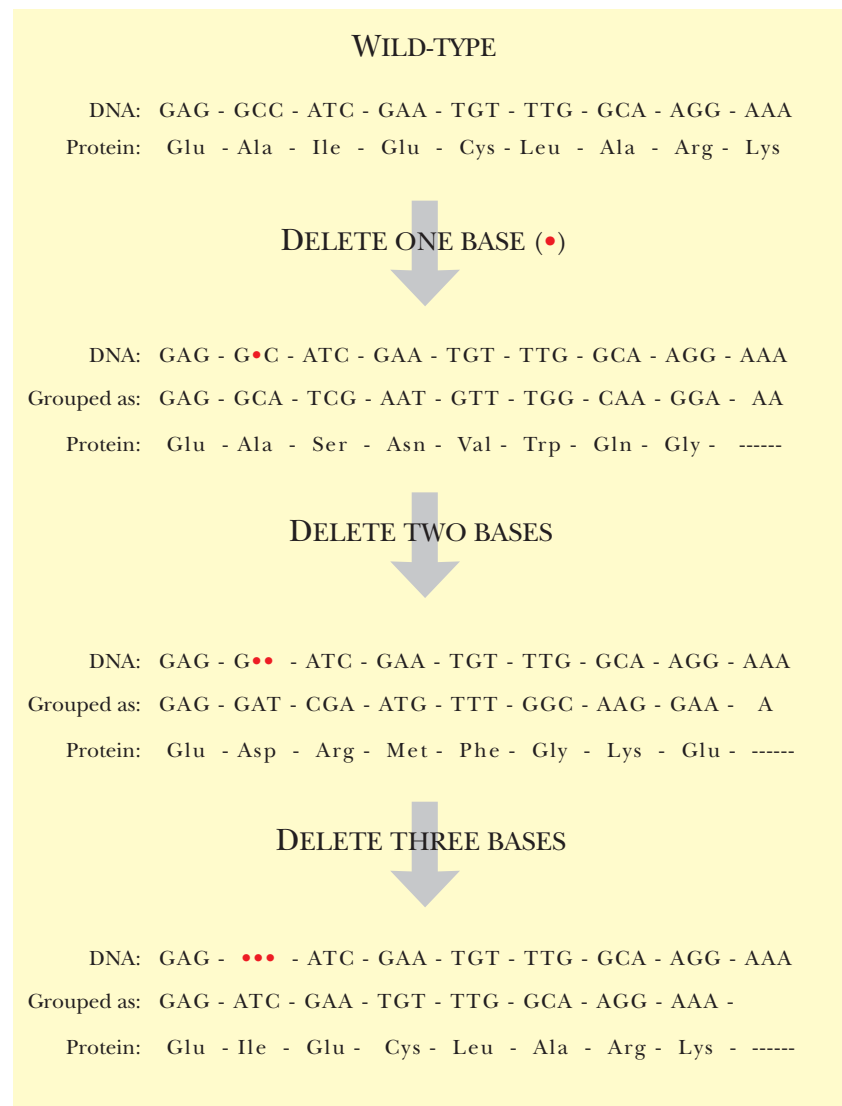 WILD-TYPE
DNA: GAG - GCC - ATC - GAA - TGT - TTG - GCA - AGG - AAA
Protein: Glu - Ala - Ile - Glu - Cys - Leu - Ala - Arg - Lys
DELETE ONE BASE (•)
DNA: GAG - G•C - ATC - GAA - TGT - TTG - GCA - AGG - AAA
Grouped as: GAG - GCA - TCG - AAT - GTT - TGG - CAA - GGA - AA
Protein: Glu - Ala - Ser - Asn - Val - Trp - Gln - Gly - ------
DELETE TWO BASES
DNA: GAG - G•• - ATC - GAA - TGT - TTG - GCA - AGG - AAA
Grouped as: GAG - GAT - CGA - ATG - TTT - GGC - AAG - GAA - A
Protein: Glu - Asp - Arg - Met - Phe - Gly - Lys - Glu - ------
DELETE THREE BASES
DNA: GAG - ••• - ATC - GAA - TGT - TTG - GCA - AGG - AAA
Grouped as: GAG - ATC - GAA - TGT - TTG - GCA - AGG - AAA -
Protein: Glu - Ile - Glu - Cys - Leu - Ala - Arg - Lys - ------